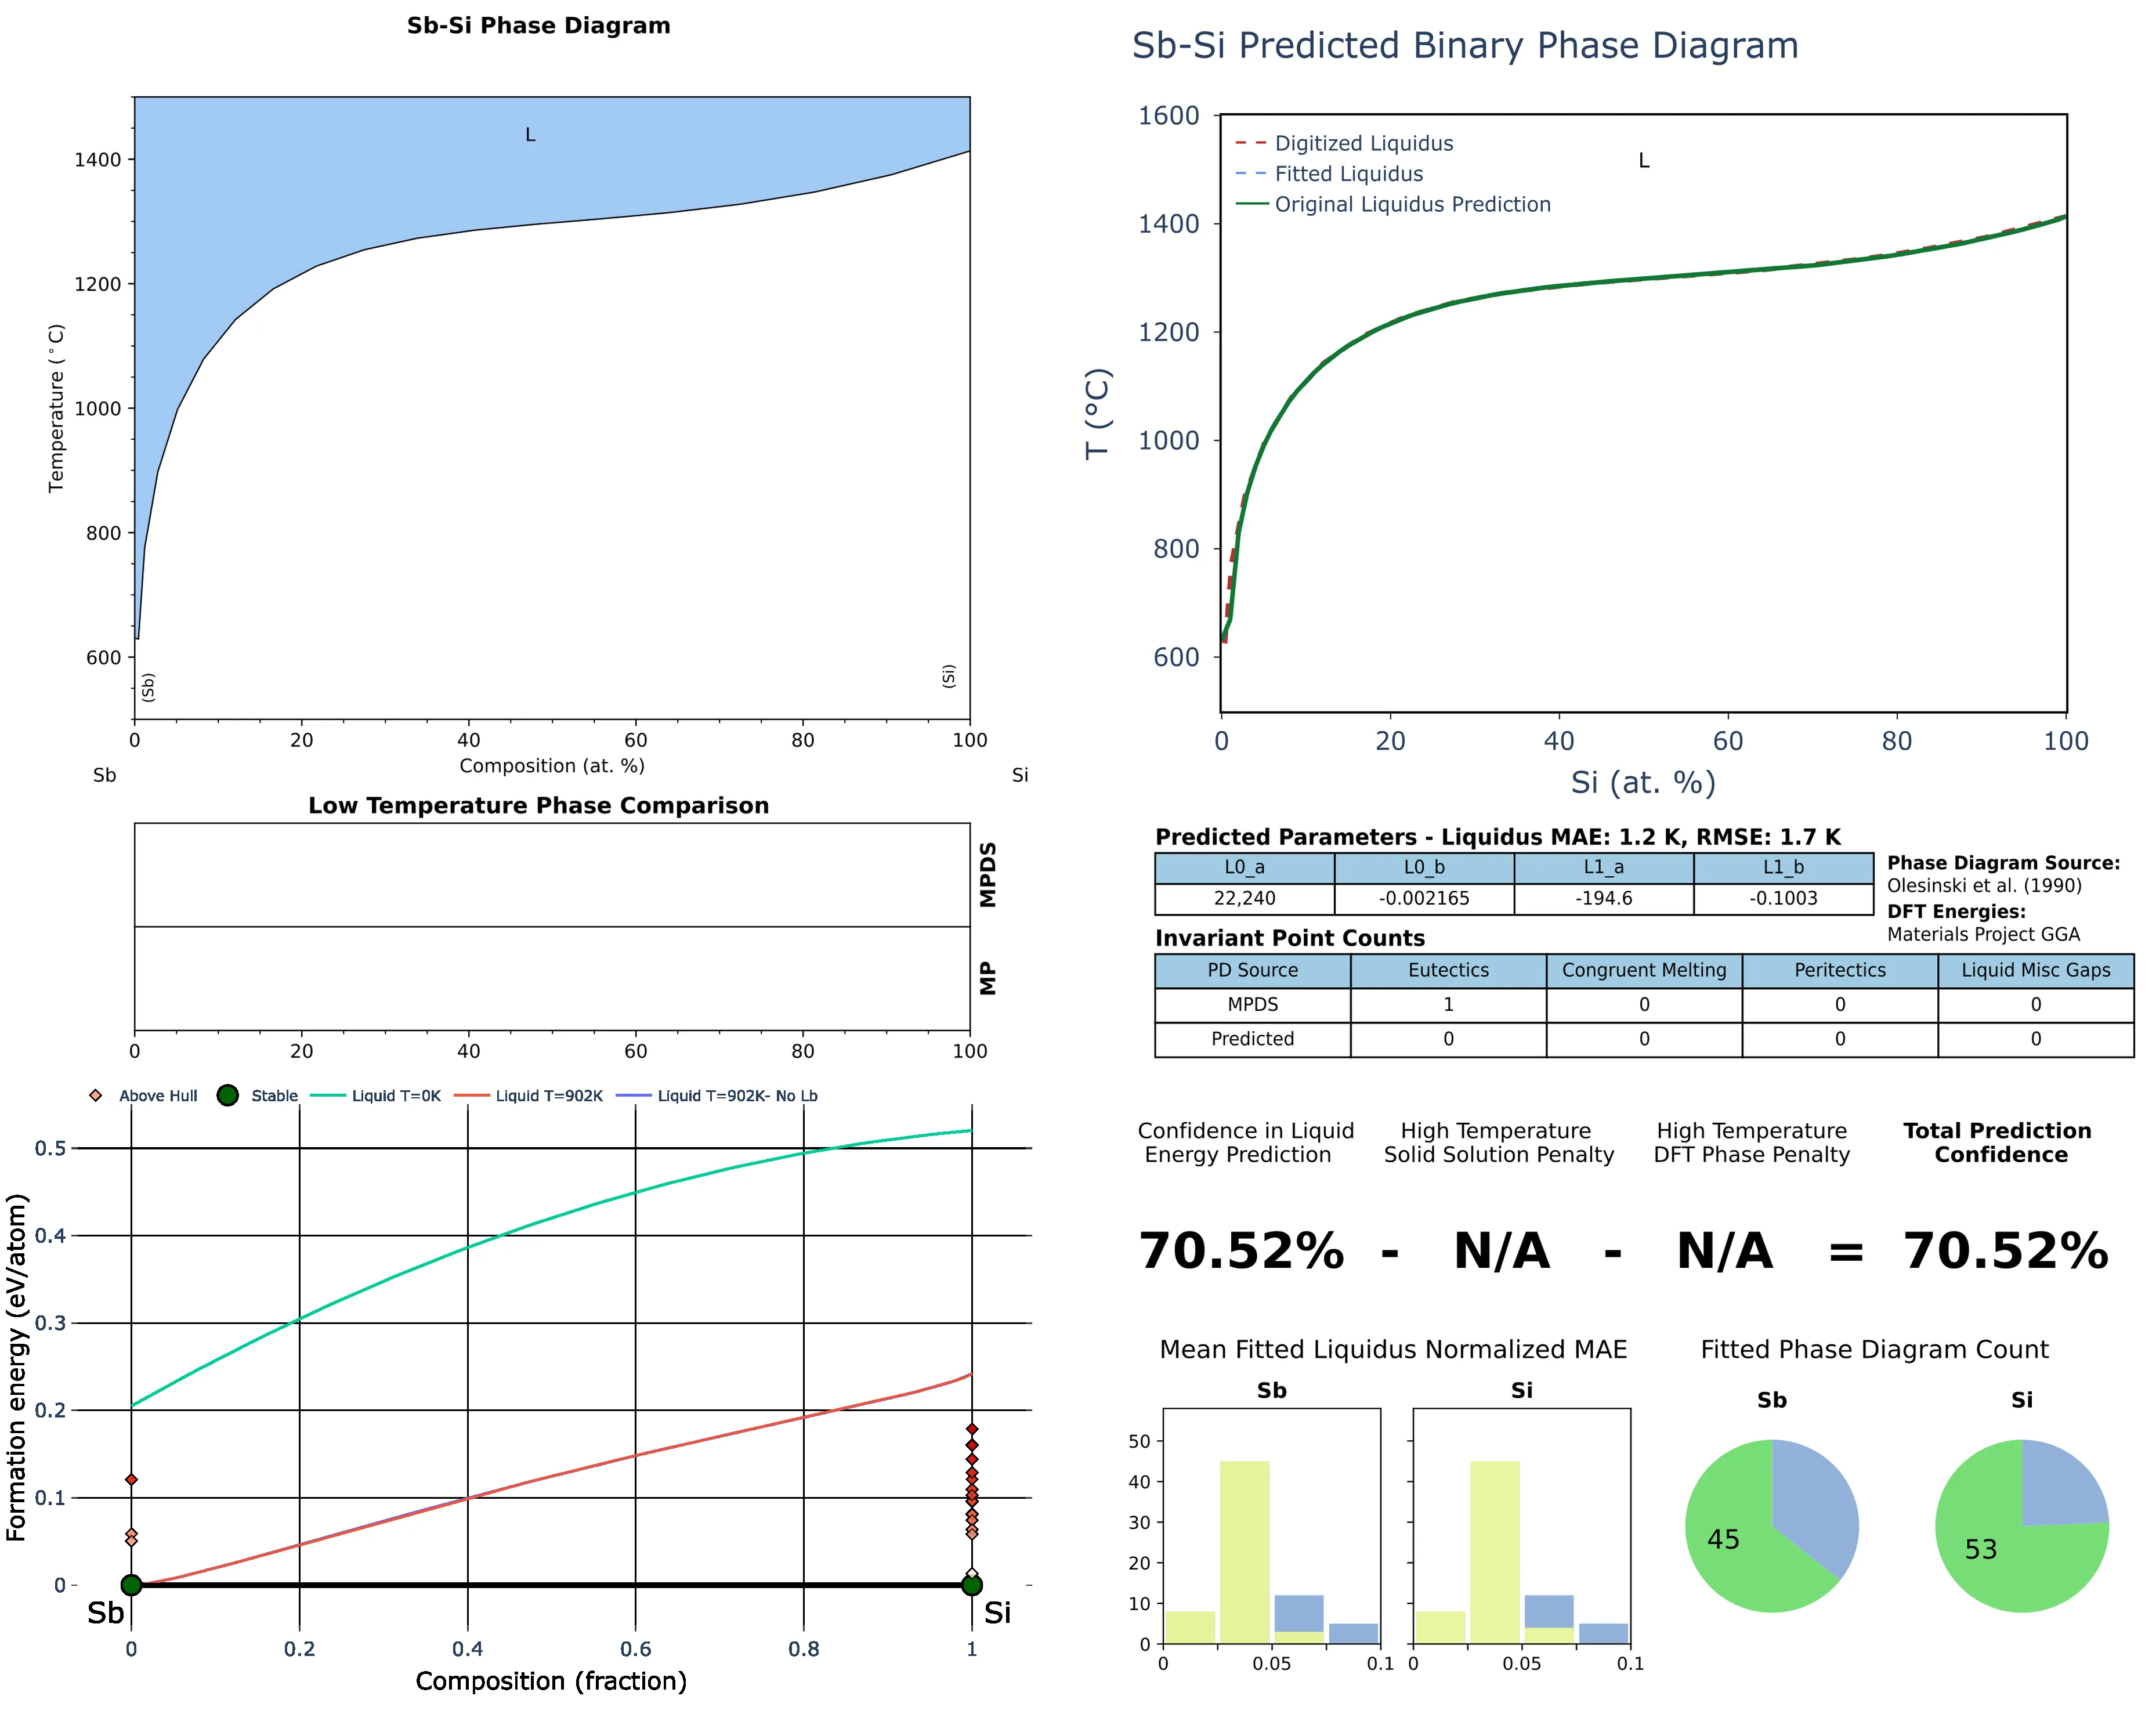 Sb-Si Phase Diagram
L
1400
1200
1000
800
600
Temperature (°C)
(Sb)
(Si)
0 20 40 60 80 100
Composition (at. %)
Sb Si
Low Temperature Phase Comparison
MPDS
MP
0 20 40 60 80 100
Above Hull Stable Liquid T=0K Liquid T=902K Liquid T=902K- No Lb
0.5
0.4
0.3
0.2
0.1
0
Formation energy (eV/atom)
Sb Si
0 0.2 0.4 0.6 0.8 1
Composition (fraction)
Sb-Si Predicted Binary Phase Diagram
1600
1400
1200
1000
800
600
T (°C)
Digitized Liquidus
Fitted Liquidus
Original Liquidus Prediction
L
0 20 40 60 80 100
Si (at. %)
Predicted Parameters - Liquidus MAE: 1.2 K, RMSE: 1.7 K
L0_a L0_b L1_a L1_b
22,240 -0.002165 -194.6 -0.1003
Phase Diagram Source:
Olesinski et al. (1990)
DFT Energies:
Materials Project GGA
Invariant Point Counts
PD Source Eutectics Congruent Melting Peritectics Liquid Misc Gaps
MPDS 1 0 0 0
Predicted 0 0 0 0
Confidence in Liquid
Energy Prediction
High Temperature
Solid Solution Penalty
High Temperature
DFT Phase Penalty
Total Prediction
Confidence
70.52% - N/A - N/A = 70.52%
Mean Fitted Liquidus Normalized MAE
Sb Si
50
40
30
20
10
0
0 0.05 0.1 0 0.05 0.1
Fitted Phase Diagram Count
Sb Si
45 53